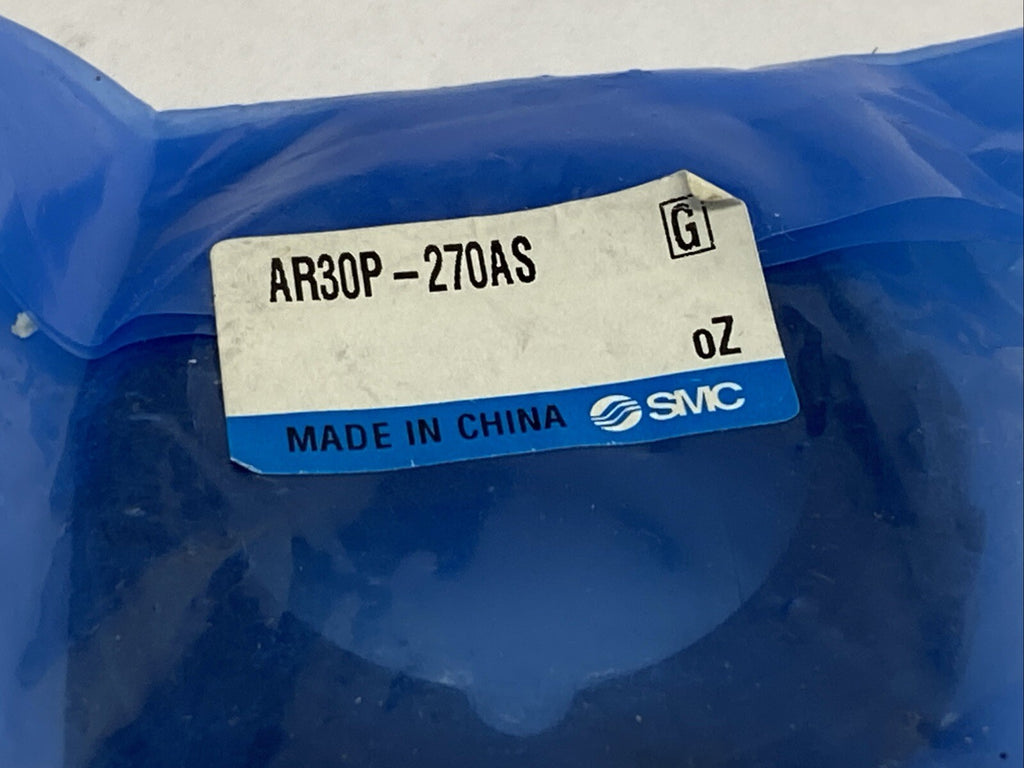 G
AR30P-270AS
oZ
MADE IN CHINA SMC